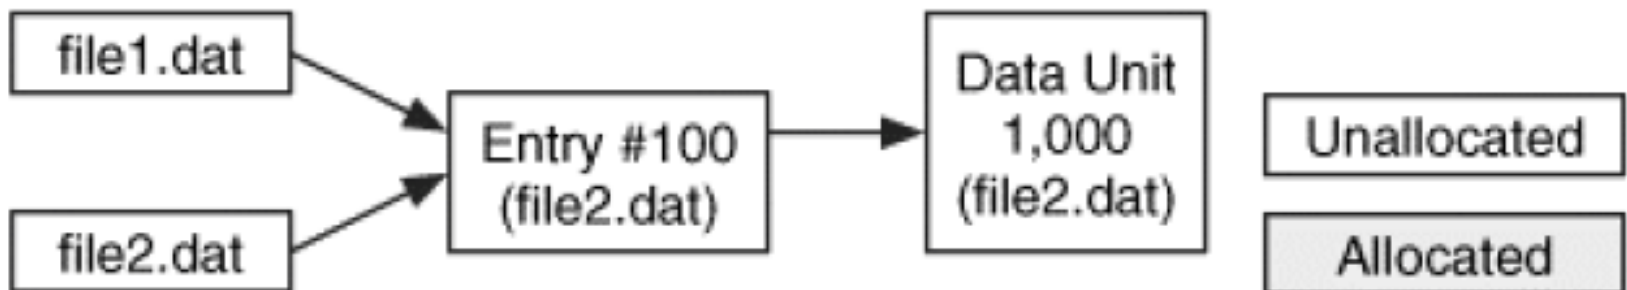 file1.dat
file2.dat
Entry #100
(file2.dat)
Data Unit
1,000
(file2.dat)
Unallocated
Allocated